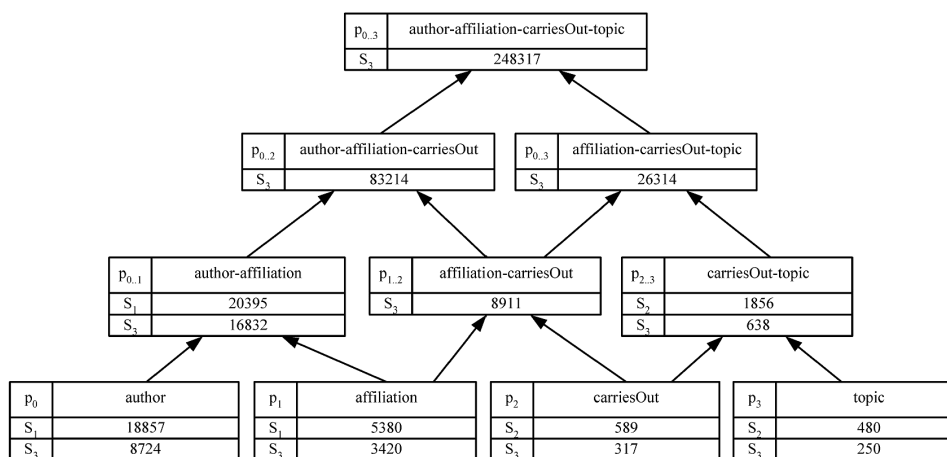 p0..3 author-affiliation-carriesOut-topic
S3 248317
p0..2 author-affiliation-carriesOut
S3 83214
p0..3 affiliation-carriesOut-topic
S3 26314
p0..1 author-affiliation
S1 20395
S3 16832
p1..2 affiliation-carriesOut
S3 8911
p2..3 carriesOut-topic
S2 1856
S3 638
p0 author
S1 18857
S3 8724
p1 affiliation
S1 5380
S3 3420
p2 carriesOut
S2 589
S3 317
p3 topic
S2 480
S3 250